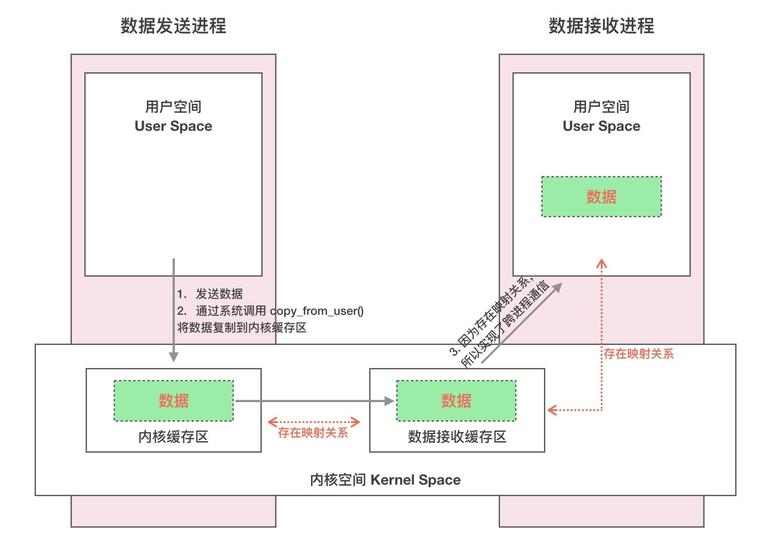 数据发送进程
数据接收进程
用户空间
User Space
用户空间
User Space
数据
1. 发送数据
2. 通过系统调用 copy_from_user()
将数据复制到内核缓存区
3. 因为存在映射关系，
所以实现了跨进程通信
存在映射关系
数据
数据
存在映射关系
内核缓存区
数据接收缓存区
内核空间 Kernel Space